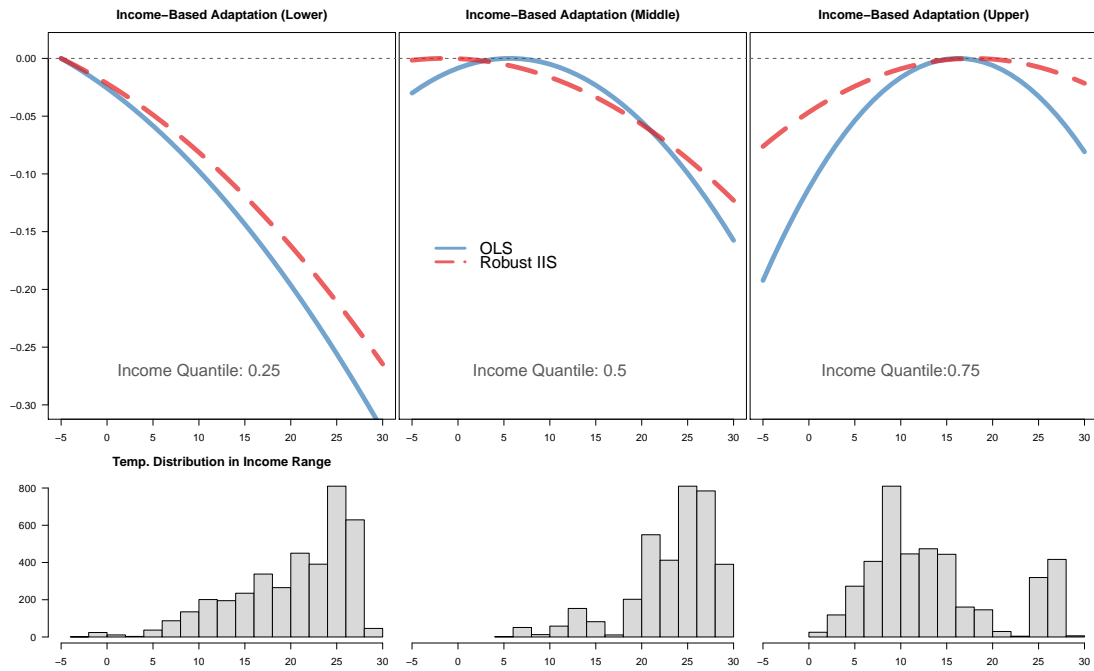 Income−Based Adaptation (Lower)
Income−Based Adaptation (Middle)
Income−Based Adaptation (Upper)
0.00
−0.05
−0.10
−0.15
−0.20
−0.25
−0.30
OLS
Robust IIS
Income Quantile: 0.25
Income Quantile: 0.5
Income Quantile:0.75
−5 0 5 10 15 20 25 30
−5 0 5 10 15 20 25 30
−5 0 5 10 15 20 25 30
Temp. Distribution in Income Range
800
600
400
200
0
−5 0 5 10 15 20 25 30
−5 0 5 10 15 20 25 30
−5 0 5 10 15 20 25 30